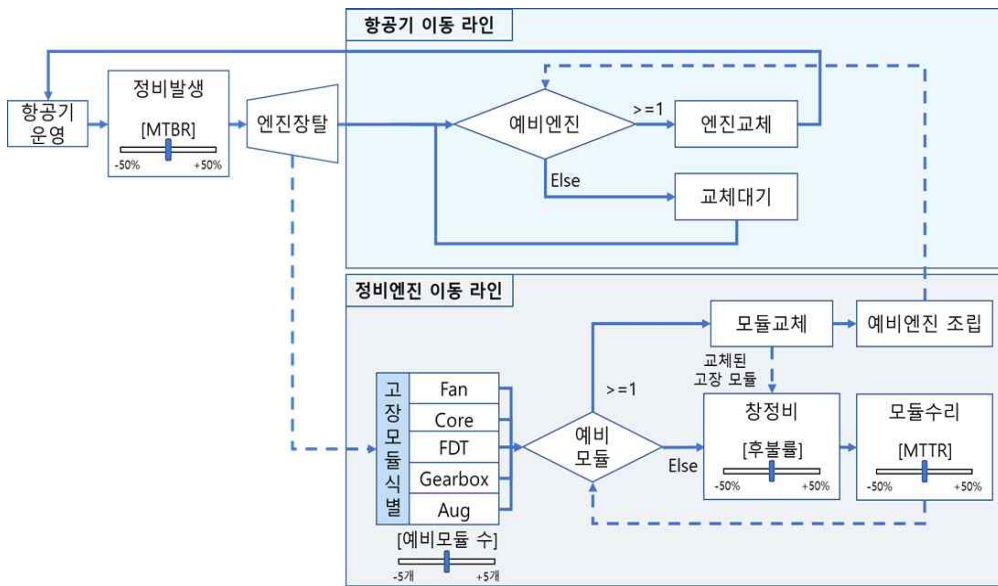 항공기 이동 라인
항공기
운영
정비발생
[MTBR]
-50%
+50%
엔진장탈
예비엔진
>=1
엔진교체
Else
교체대기
정비엔진 이동 라인
모듈교체
예비엔진 조립
교체된
고장 모듈
>=1
고장모듈식별
Fan
Core
FDT
Gearbox
Aug
예비
모듈
Else
창정비
[후불률]
-50%
+50%
모듈수리
[MTTR]
-50%
+50%
[예비모듈 수]
-5개
+5개